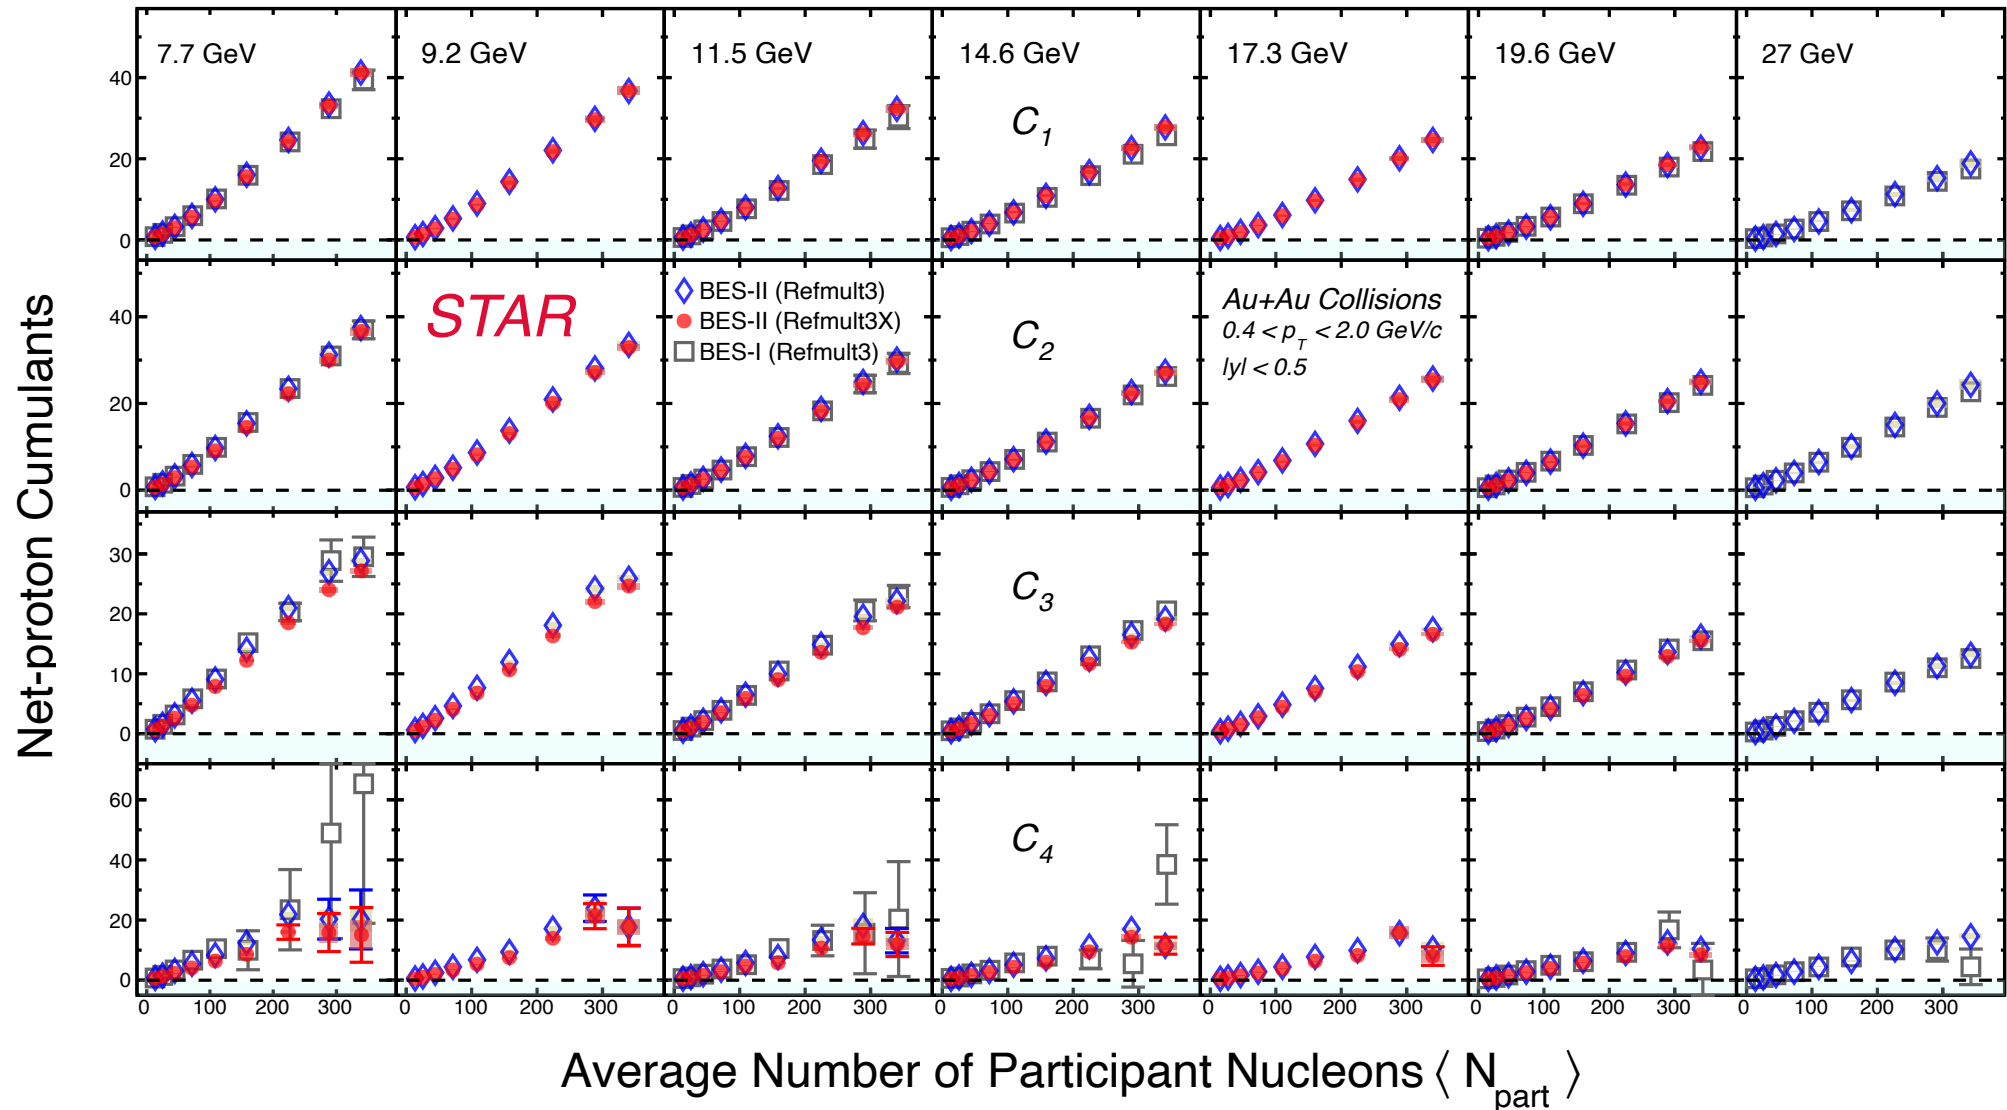 7.7 GeV
9.2 GeV
11.5 GeV
14.6 GeV
17.3 GeV
19.6 GeV
27 GeV
C1
40
20
0
STAR
BES-II (Refmult3)
BES-II (Refmult3X)
BES-I (Refmult3)
C2
Au+Au Collisions
0.4 < pT < 2.0 GeV/c
|y| < 0.5
40
20
0
C3
30
20
10
0
C4
60
40
20
0
0 100 200 300
0 100 200 300
0 100 200 300
0 100 200 300
0 100 200 300
0 100 200 300
0 100 200 300
Net-proton Cumulants
Average Number of Participant Nucleons ⟨ Npart ⟩